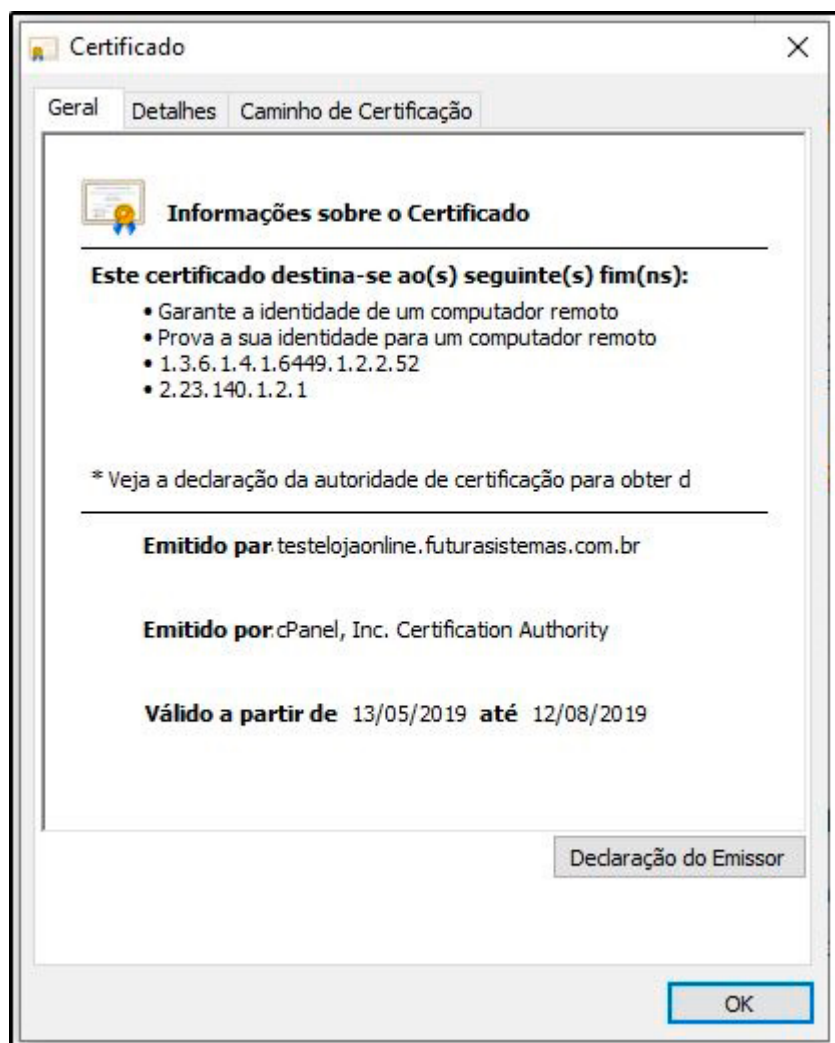 Certificado
Geral Detalhes Caminho de Certificação
Informações sobre o Certificado
Este certificado destina-se ao(s) seguinte(s) fim(ns):
• Garante a identidade de um computador remoto
• Prova a sua identidade para um computador remoto
• 1.3.6.1.4.1.6449.1.2.2.52
• 2.23.140.1.2.1
* Veja a declaração da autoridade de certificação para obter d
Emitido par testelojaonline.futurasistemas.com.br
Emitido por cPanel, Inc. Certification Authority
Válido a partir de 13/05/2019 até 12/08/2019
Declaração do Emissor
OK